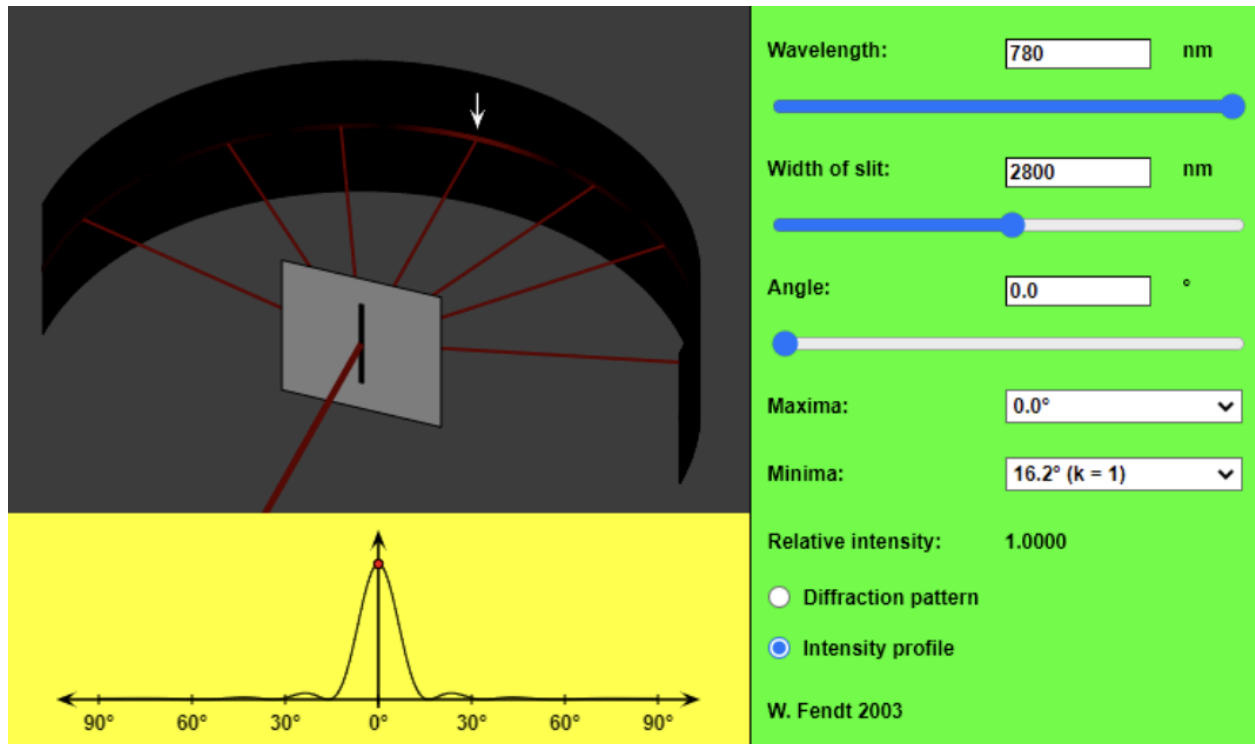 Wavelength: 780 nm
Width of slit: 2800 nm
Angle: 0.0 °
Maxima: 0.0°
Minima: 16.2° (k = 1)
Relative intensity: 1.0000
Diffraction pattern
Intensity profile
W. Fendt 2003
90° 60° 30° 0° 30° 60° 90°